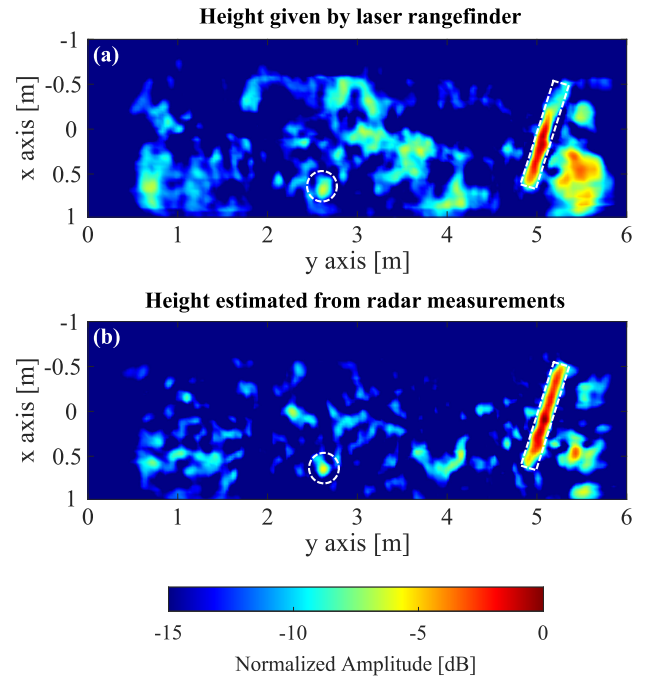 Height given by laser rangefinder
(a)
-1
-0.5
0
0.5
1
x axis [m]
0 1 2 3 4 5 6
y axis [m]
Height estimated from radar measurements
(b)
-1
-0.5
0
0.5
1
x axis [m]
0 1 2 3 4 5 6
y axis [m]
-15 -10 -5 0
Normalized Amplitude [dB]